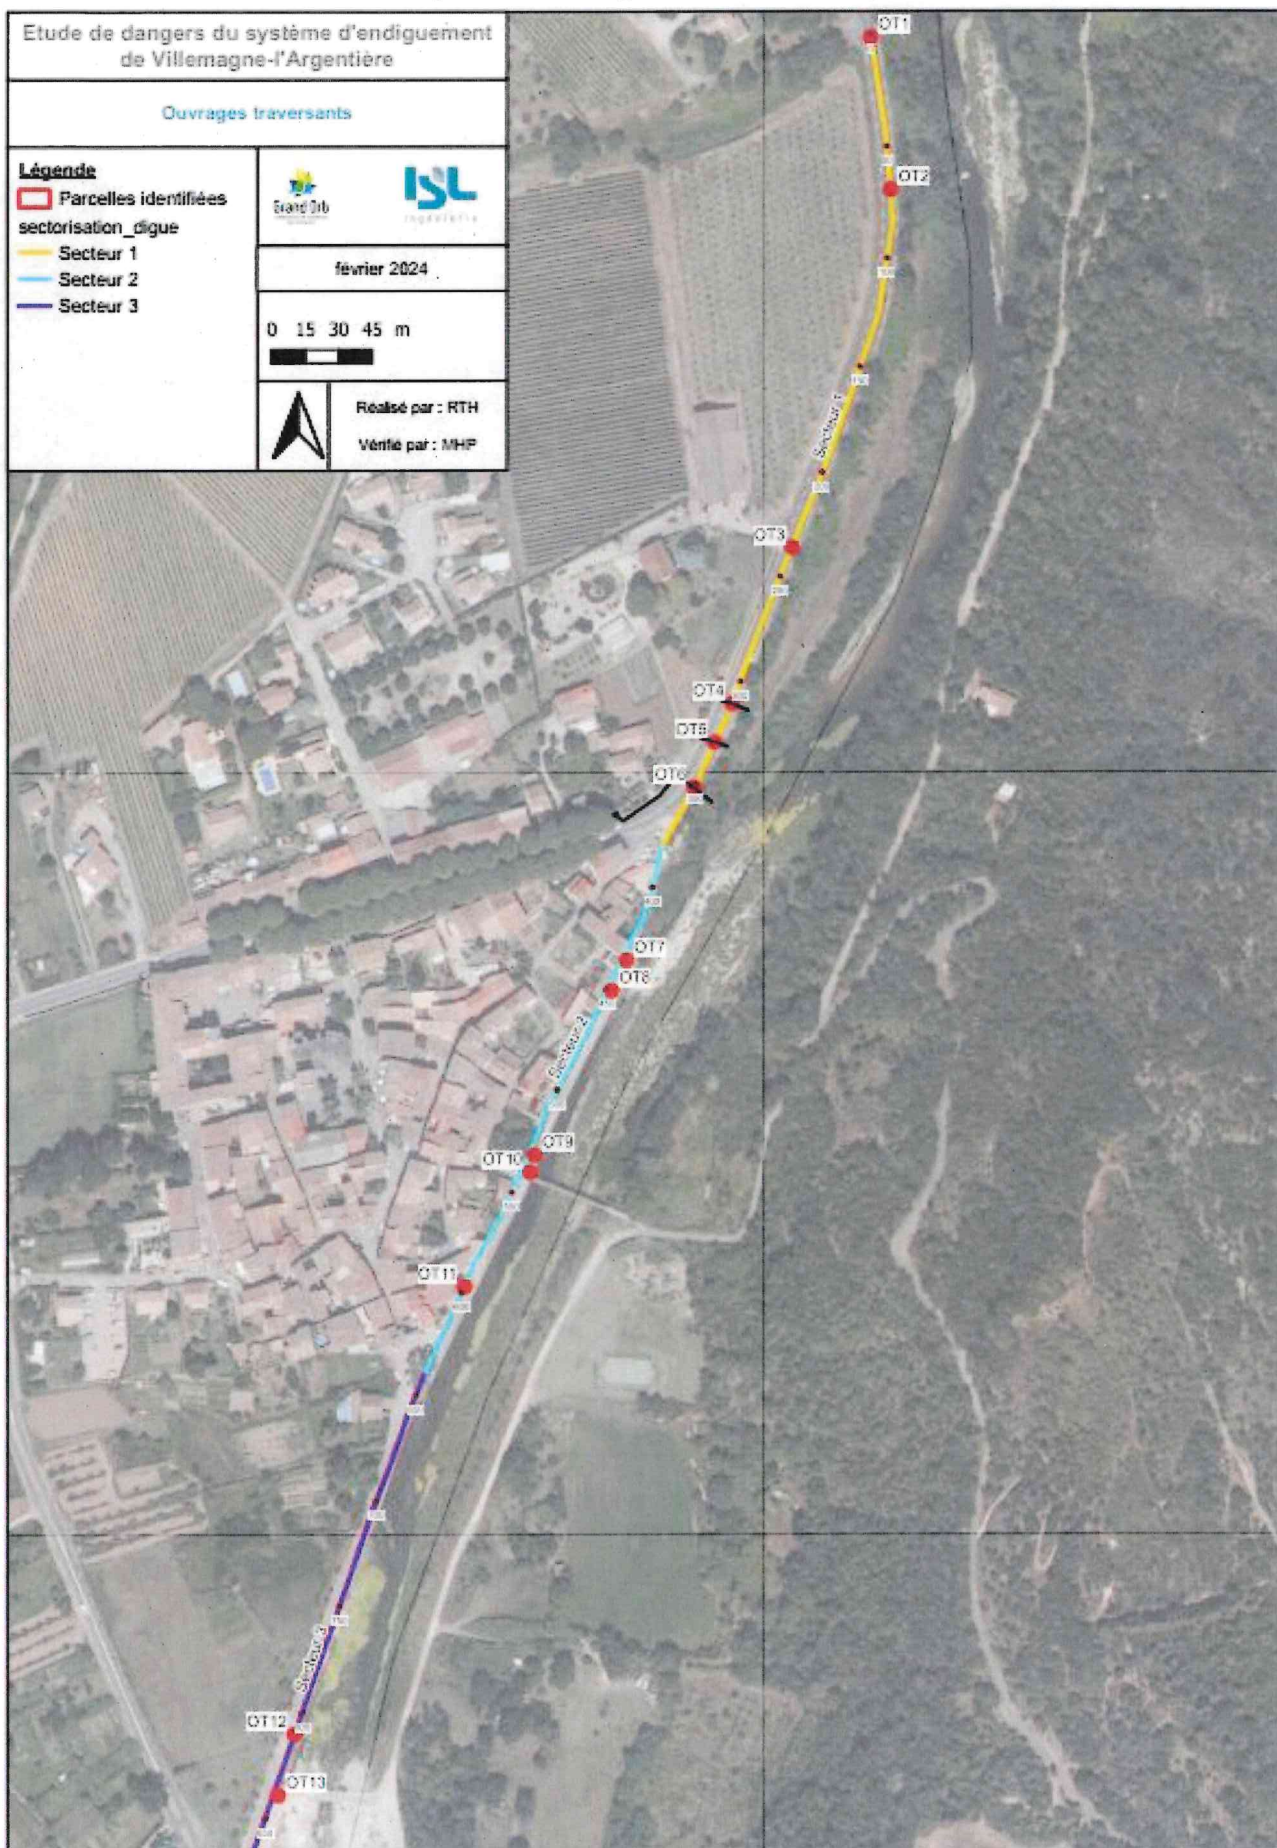 Etude de dangers du système d'endiguement
de Villemagne-l'Argentière
Ouvrages traversants
Légende
Parcelles identifiées
sectorisation_digue
Secteur 1
Secteur 2
Secteur 3
Grand Orb
ISL
Ingénierie
février 2024
0 15 30 45 m
Réalisé par : RTH
Vérifié par : MHP
OT1
OT2
Secteur 1
OT3
OT4
OT5
OT6
OT7
OT8
Secteur 2
OT9
OT10
OT11
Secteur 3
OT12
OT13